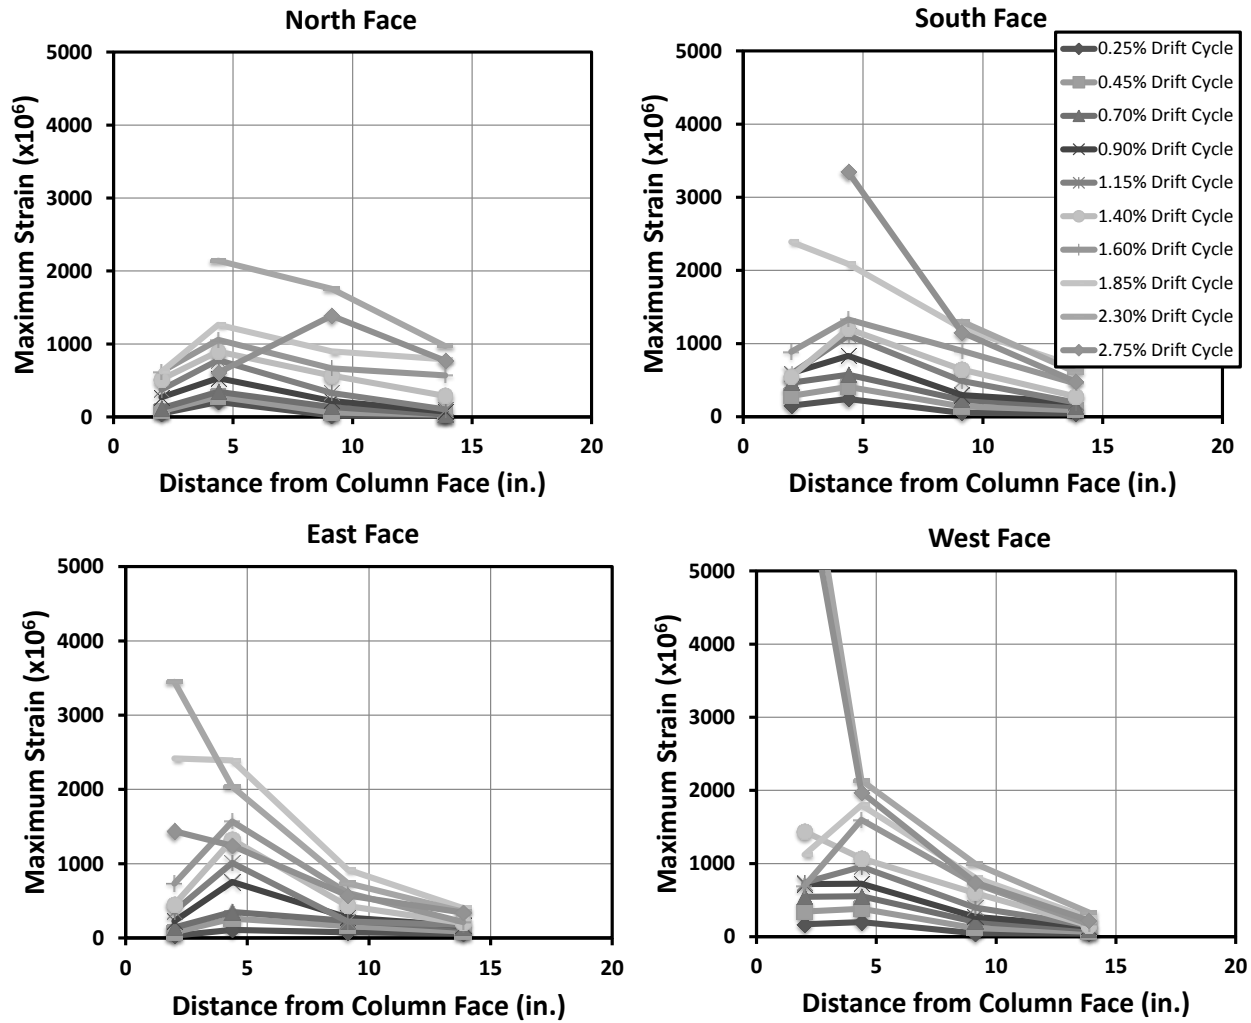 North Face
Maximum Strain (x10⁶)
5000
4000
3000
2000
1000
0
0 5 10 15 20
Distance from Column Face (in.)
South Face
Maximum Strain (x10⁶)
5000
4000
3000
2000
1000
0
0 5 10 15 20
Distance from Column Face (in.)
0.25% Drift Cycle
0.45% Drift Cycle
0.70% Drift Cycle
0.90% Drift Cycle
1.15% Drift Cycle
1.40% Drift Cycle
1.60% Drift Cycle
1.85% Drift Cycle
2.30% Drift Cycle
2.75% Drift Cycle
East Face
Maximum Strain (x10⁶)
5000
4000
3000
2000
1000
0
0 5 10 15 20
Distance from Column Face (in.)
West Face
Maximum Strain (x10⁶)
5000
4000
3000
2000
1000
0
0 5 10 15 20
Distance from Column Face (in.)